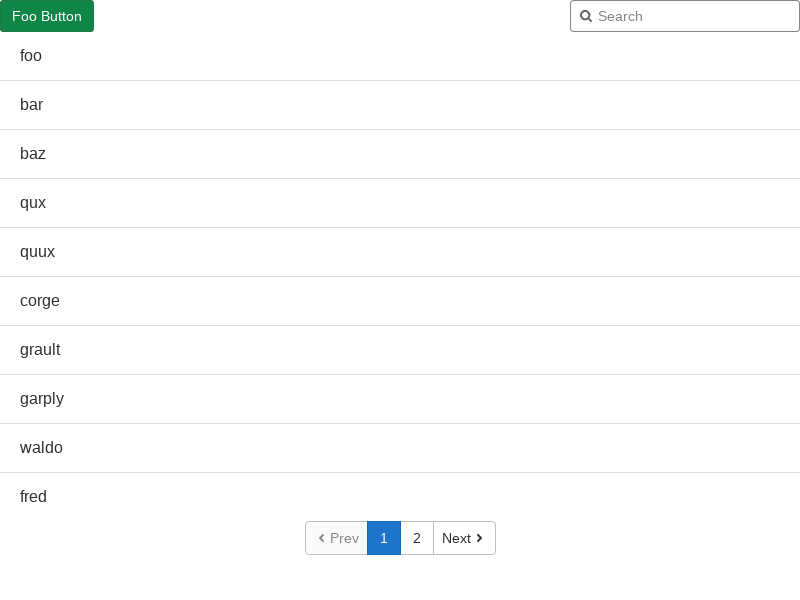 Foo Button Search
foo
bar
baz
qux
quux
corge
grault
garply
waldo
fred
Prev 1 2 Next